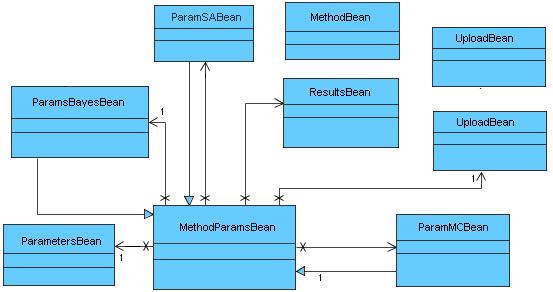 ParamSABean
MethodBean
UploadBean
ParamsBayesBean
1
ResultsBean
UploadBean
1
MethodParamsBean
ParametersBean
1
ParamMCBean
1